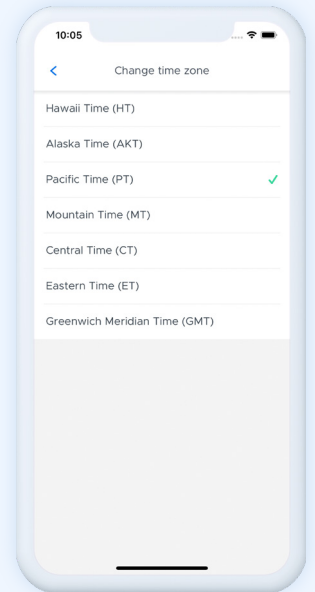 10:05
Change time zone
Hawaii Time (HT)
Alaska Time (AKT)
Pacific Time (PT)
Mountain Time (MT)
Central Time (CT)
Eastern Time (ET)
Greenwich Meridian Time (GMT)